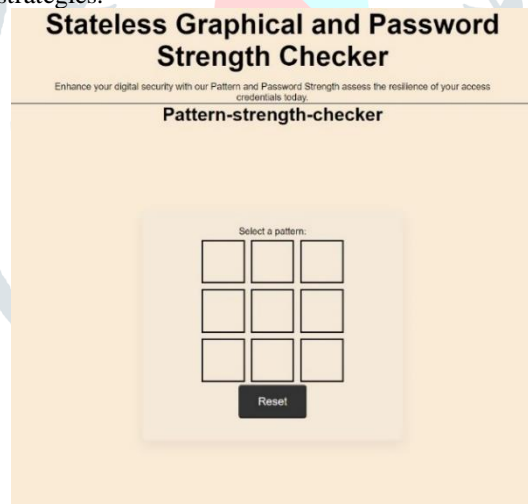 strategies.
Stateless Graphical and Password
Strength Checker
Enhance your digital security with our Pattern and Password Strength assess the resilience of your access
credentials today.
Pattern-strength-checker
Select a pattern:
Reset